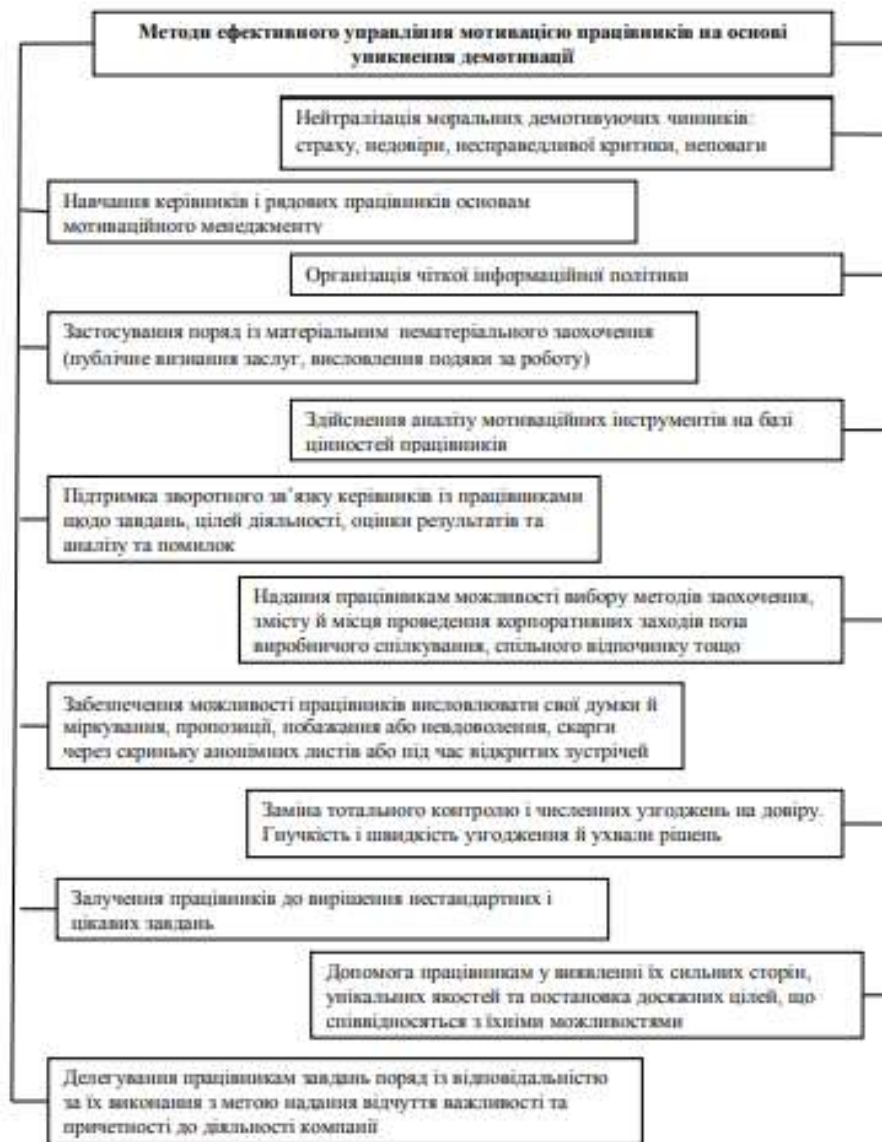 Методи ефективного управління мотивацією працівників на основі
уникнення демотивації
Нейтралізація моральних демотивуючих чинників:
страху, недовіри, несправедливої критики, неповаги
Навчання керівників і рядових працівників основам
мотиваційного менеджменту
Організація чіткої інформаційної політики
Застосування поряд із матеріальним нематеріального заохочення
(публічне визнання заслуг, висловлення подяки за роботу)
Здійснення аналізу мотиваційних інструментів на базі
цінностей працівників
Підтримка зворотного зв’язку керівників із працівниками
щодо завдань, цілей діяльності, оцінки результатів та
аналізу та помилок
Надання працівникам можливості вибору методів заохочення,
змісту й місця проведення корпоративних заходів поза
виробничого спілкування, спільного відпочинку тощо
Забезпечення можливості працівників висловлювати свої думки й
міркування, пропозиції, побажання або невдоволення, скарги
через скриньку анонімних листів або під час відкритих зустрічей
Заміна тотального контролю і численних узгоджень на довіру.
Гнучкість і швидкість узгодження й ухвали рішень
Залучення працівників до вирішення нестандартних і
цікавих завдань
Допомога працівникам у виявленні їх сильних сторін,
унікальних якостей та постановка досяжних цілей, що
співвідносяться з їхніми можливостями
Делегування працівникам завдань поряд із відповідальністю
за їх виконання з метою надання відчуття важливості та
причетності до діяльності компанії